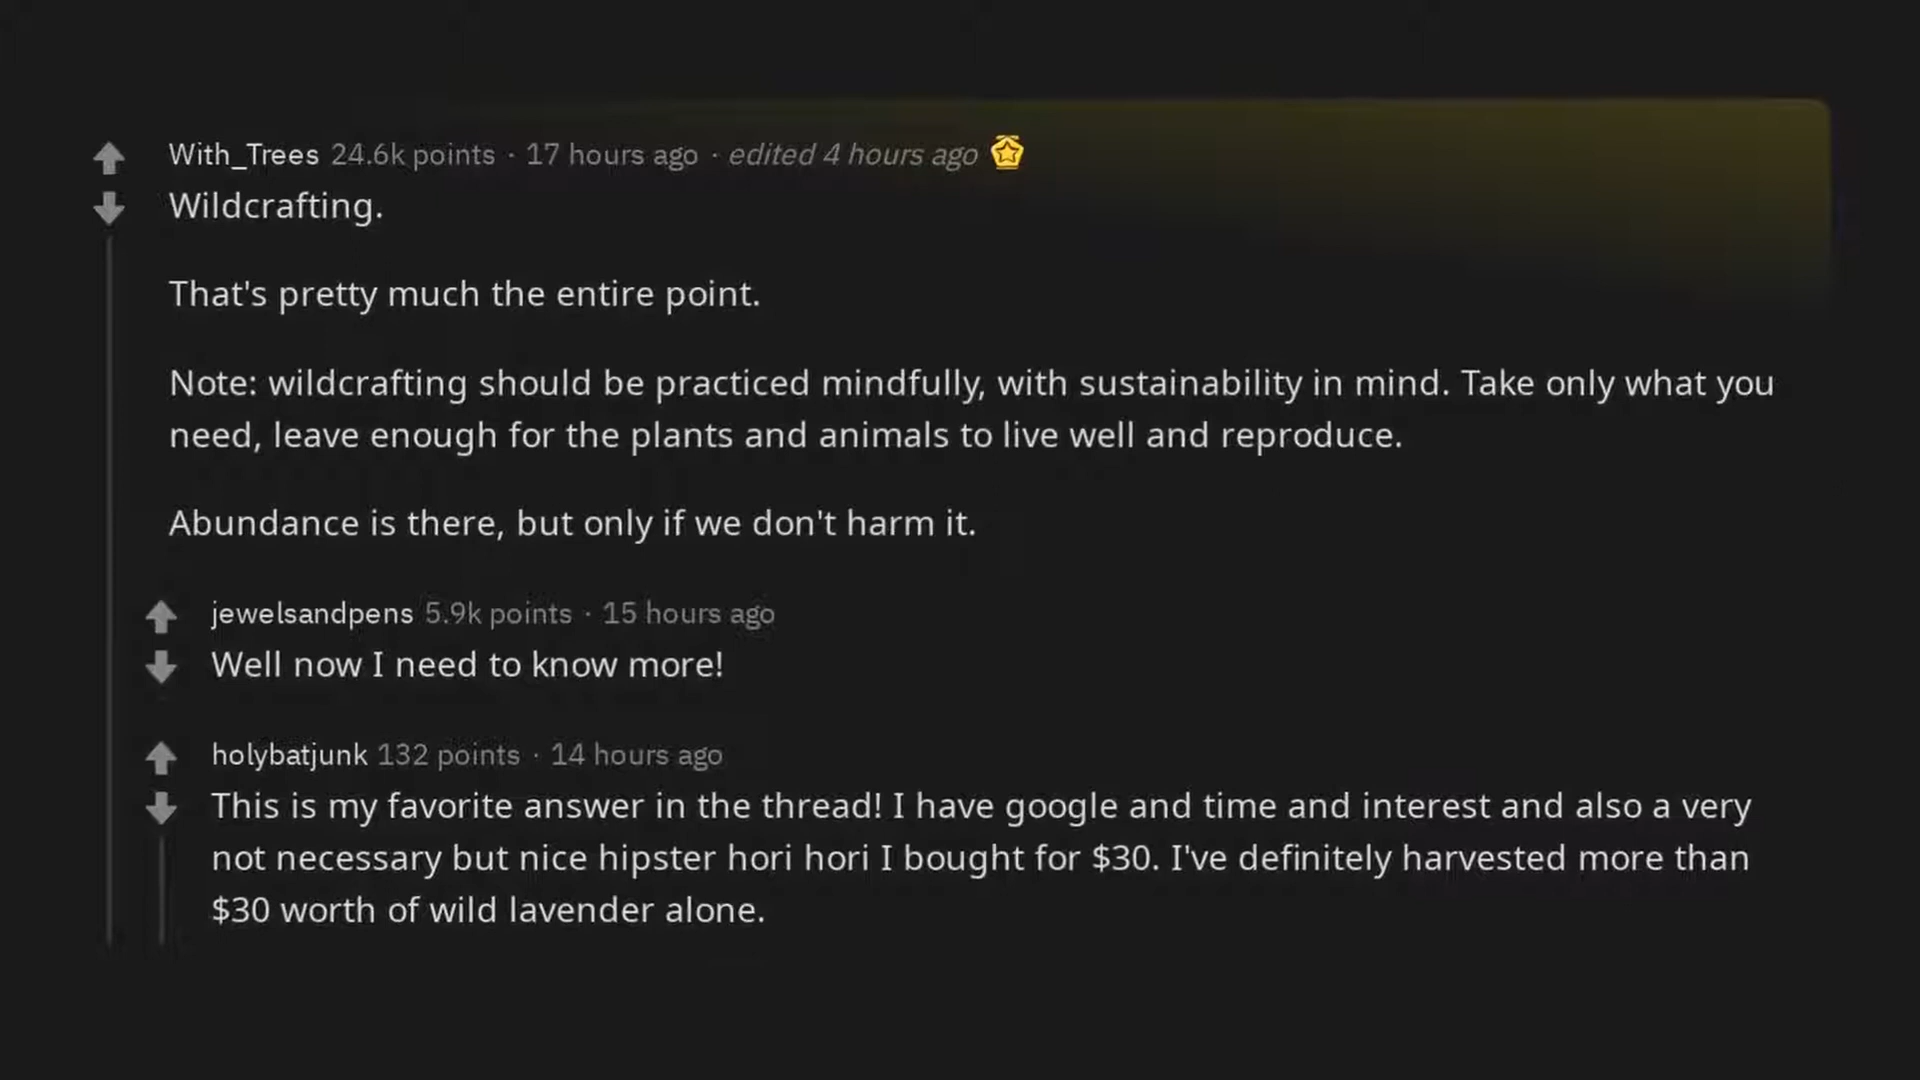 With_Trees 24.6k points · 17 hours ago · edited 4 hours ago
Wildcrafting.
That's pretty much the entire point.
Note: wildcrafting should be practiced mindfully, with sustainability in mind. Take only what you
need, leave enough for the plants and animals to live well and reproduce.
Abundance is there, but only if we don't harm it.
jewelsandpens 5.9k points · 15 hours ago
Well now I need to know more!
holybatjunk 132 points · 14 hours ago
This is my favorite answer in the thread! I have google and time and interest and also a very
not necessary but nice hipster hori hori I bought for $30. I've definitely harvested more than
$30 worth of wild lavender alone.